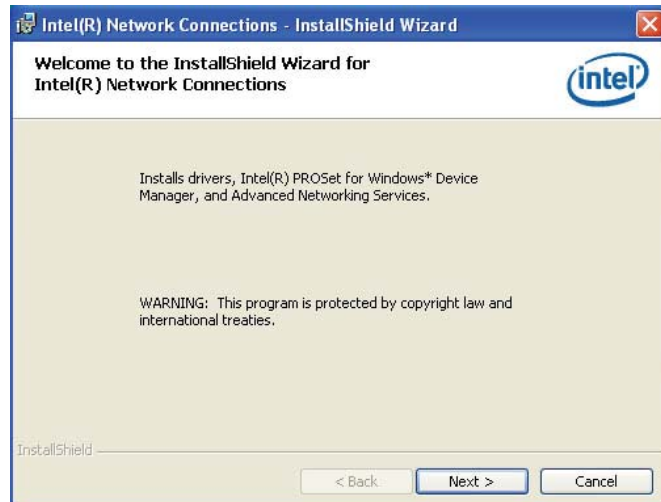 Intel(R) Network Connections - InstallShield Wizard
Welcome to the InstallShield Wizard for
Intel(R) Network Connections
intel
Installs drivers, Intel(R) PROSet for Windows* Device
Manager, and Advanced Networking Services.
WARNING: This program is protected by copyright law and
international treaties.
InstallShield
< Back
Next >
Cancel